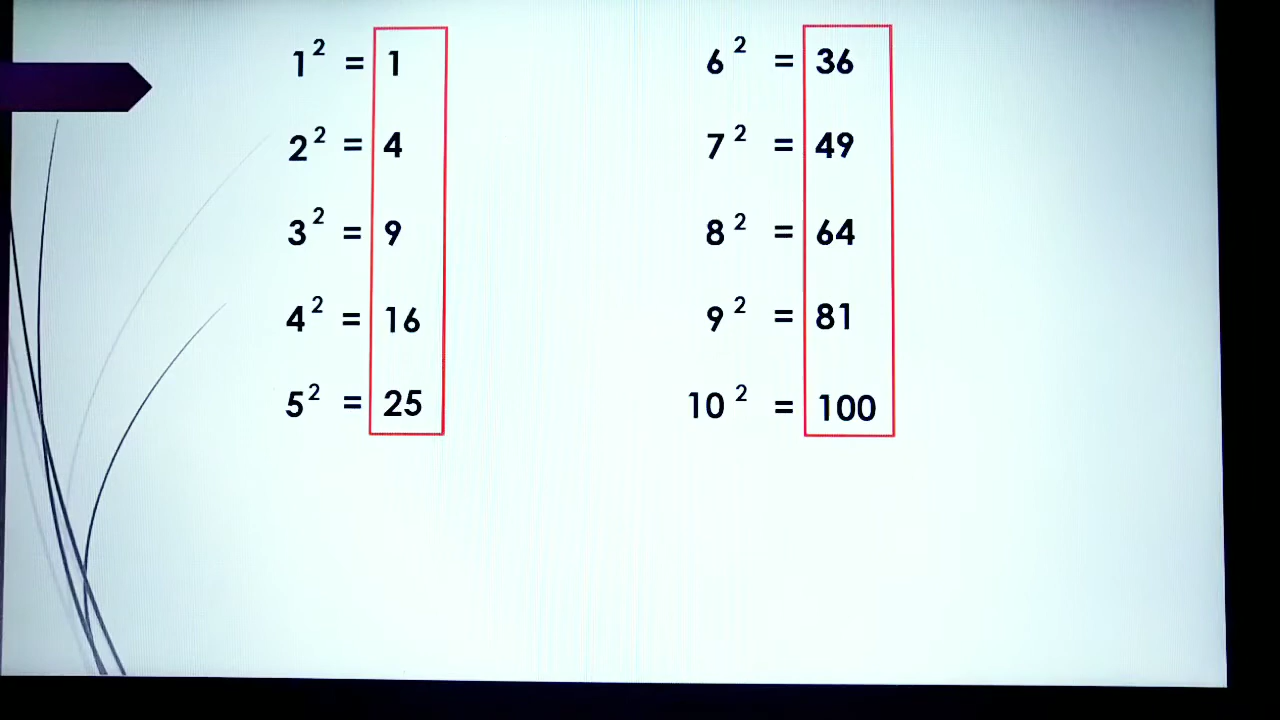 1² = 1
2² = 4
3² = 9
4² = 16
5² = 25
6² = 36
7² = 49
8² = 64
9² = 81
10² = 100